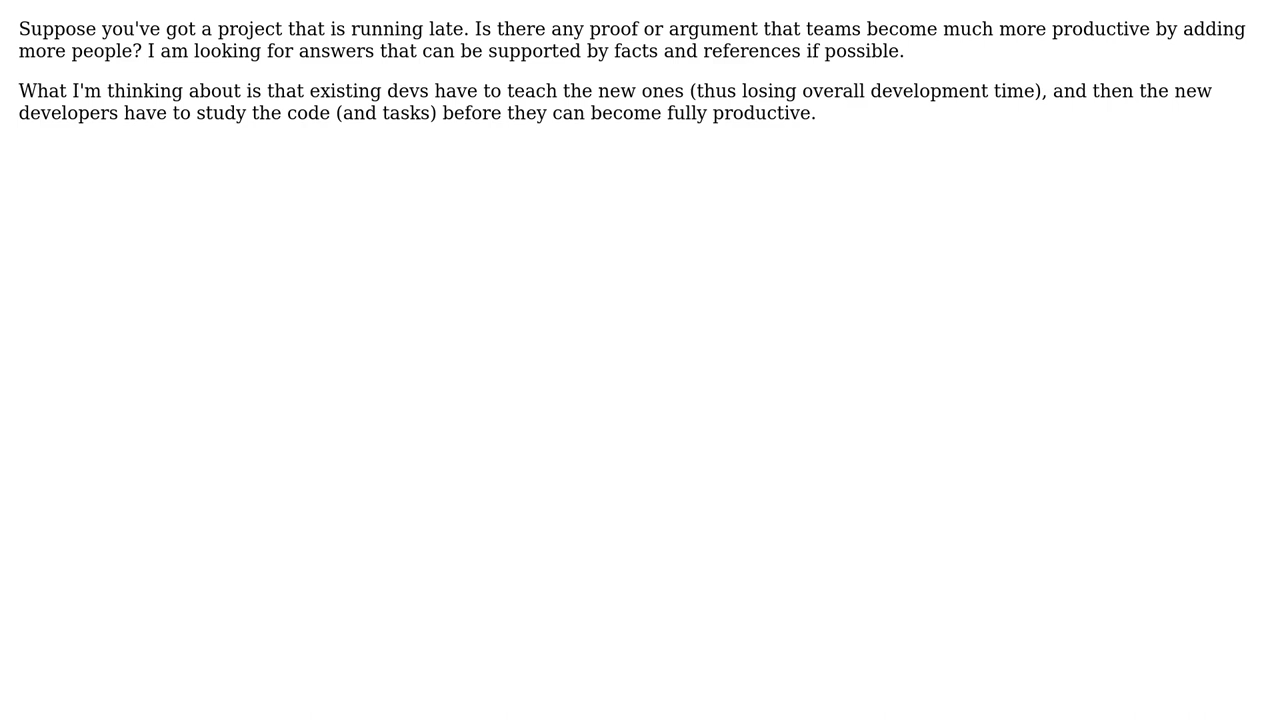 Suppose you've got a project that is running late. Is there any proof or argument that teams become much more productive by adding
more people? I am looking for answers that can be supported by facts and references if possible.
What I'm thinking about is that existing devs have to teach the new ones (thus losing overall development time), and then the new
developers have to study the code (and tasks) before they can become fully productive.